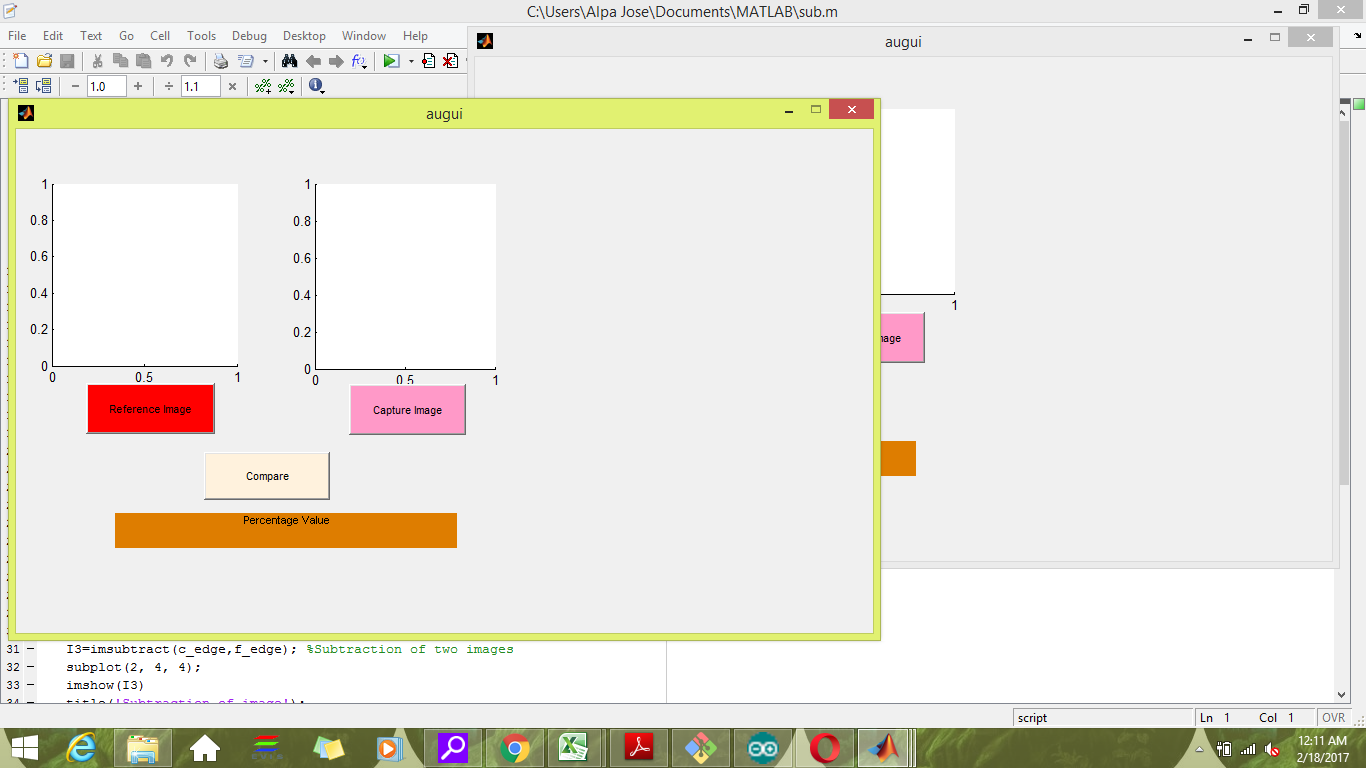 C:\Users\Alpa Jose\Documents\MATLAB\sub.m
File Edit Text Go Cell Tools Debug Desktop Window Help
1.0 1.1
augui
1
augui
1
0.8
0.6
0.4
0.2
0
0 0.5 1
1
0.8
0.6
0.4
0.2
0
0 0.5 1
Reference Image
Capture Image
Compare
Percentage Value
31 – I3=imsubtract(c_edge,f_edge); %Subtraction of two images
32 – subplot(2, 4, 4);
33 – imshow(I3)
34 – title('Subtraction of image');
script
Ln 1 Col 1 OVR
12:11 AM
2/18/2017